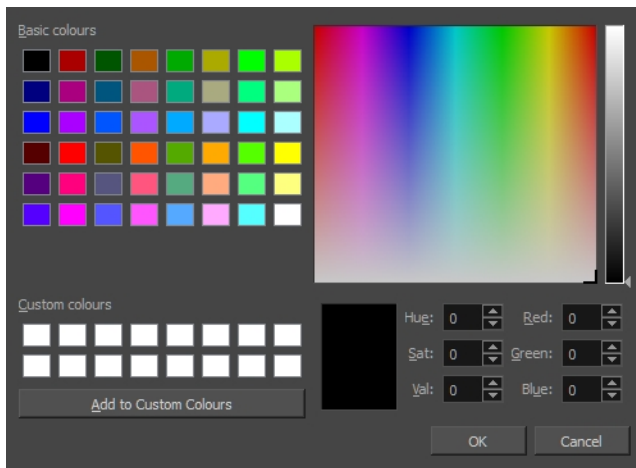 Basic colours
Custom colours
Add to Custom Colours
Hue: 0 Red: 0
Sat: 0 Green: 0
Val: 0 Blue: 0
OK Cancel